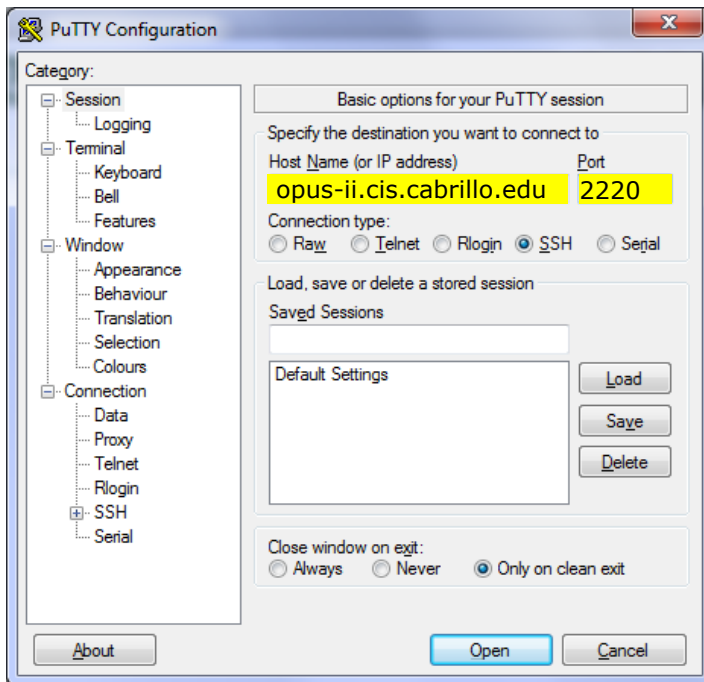 PuTTY Configuration
Category:
Session
Logging
Terminal
Keyboard
Bell
Features
Window
Appearance
Behaviour
Translation
Selection
Colours
Connection
Data
Proxy
Telnet
Rlogin
SSH
Serial
Basic options for your PuTTY session
Specify the destination you want to connect to
Host Name (or IP address) Port
opus-ii.cis.cabrillo.edu 2220
Connection type:
Raw Telnet Rlogin SSH Serial
Load, save or delete a stored session
Saved Sessions
Default Settings
Load
Save
Delete
Close window on exit:
Always Never Only on clean exit
About Open Cancel